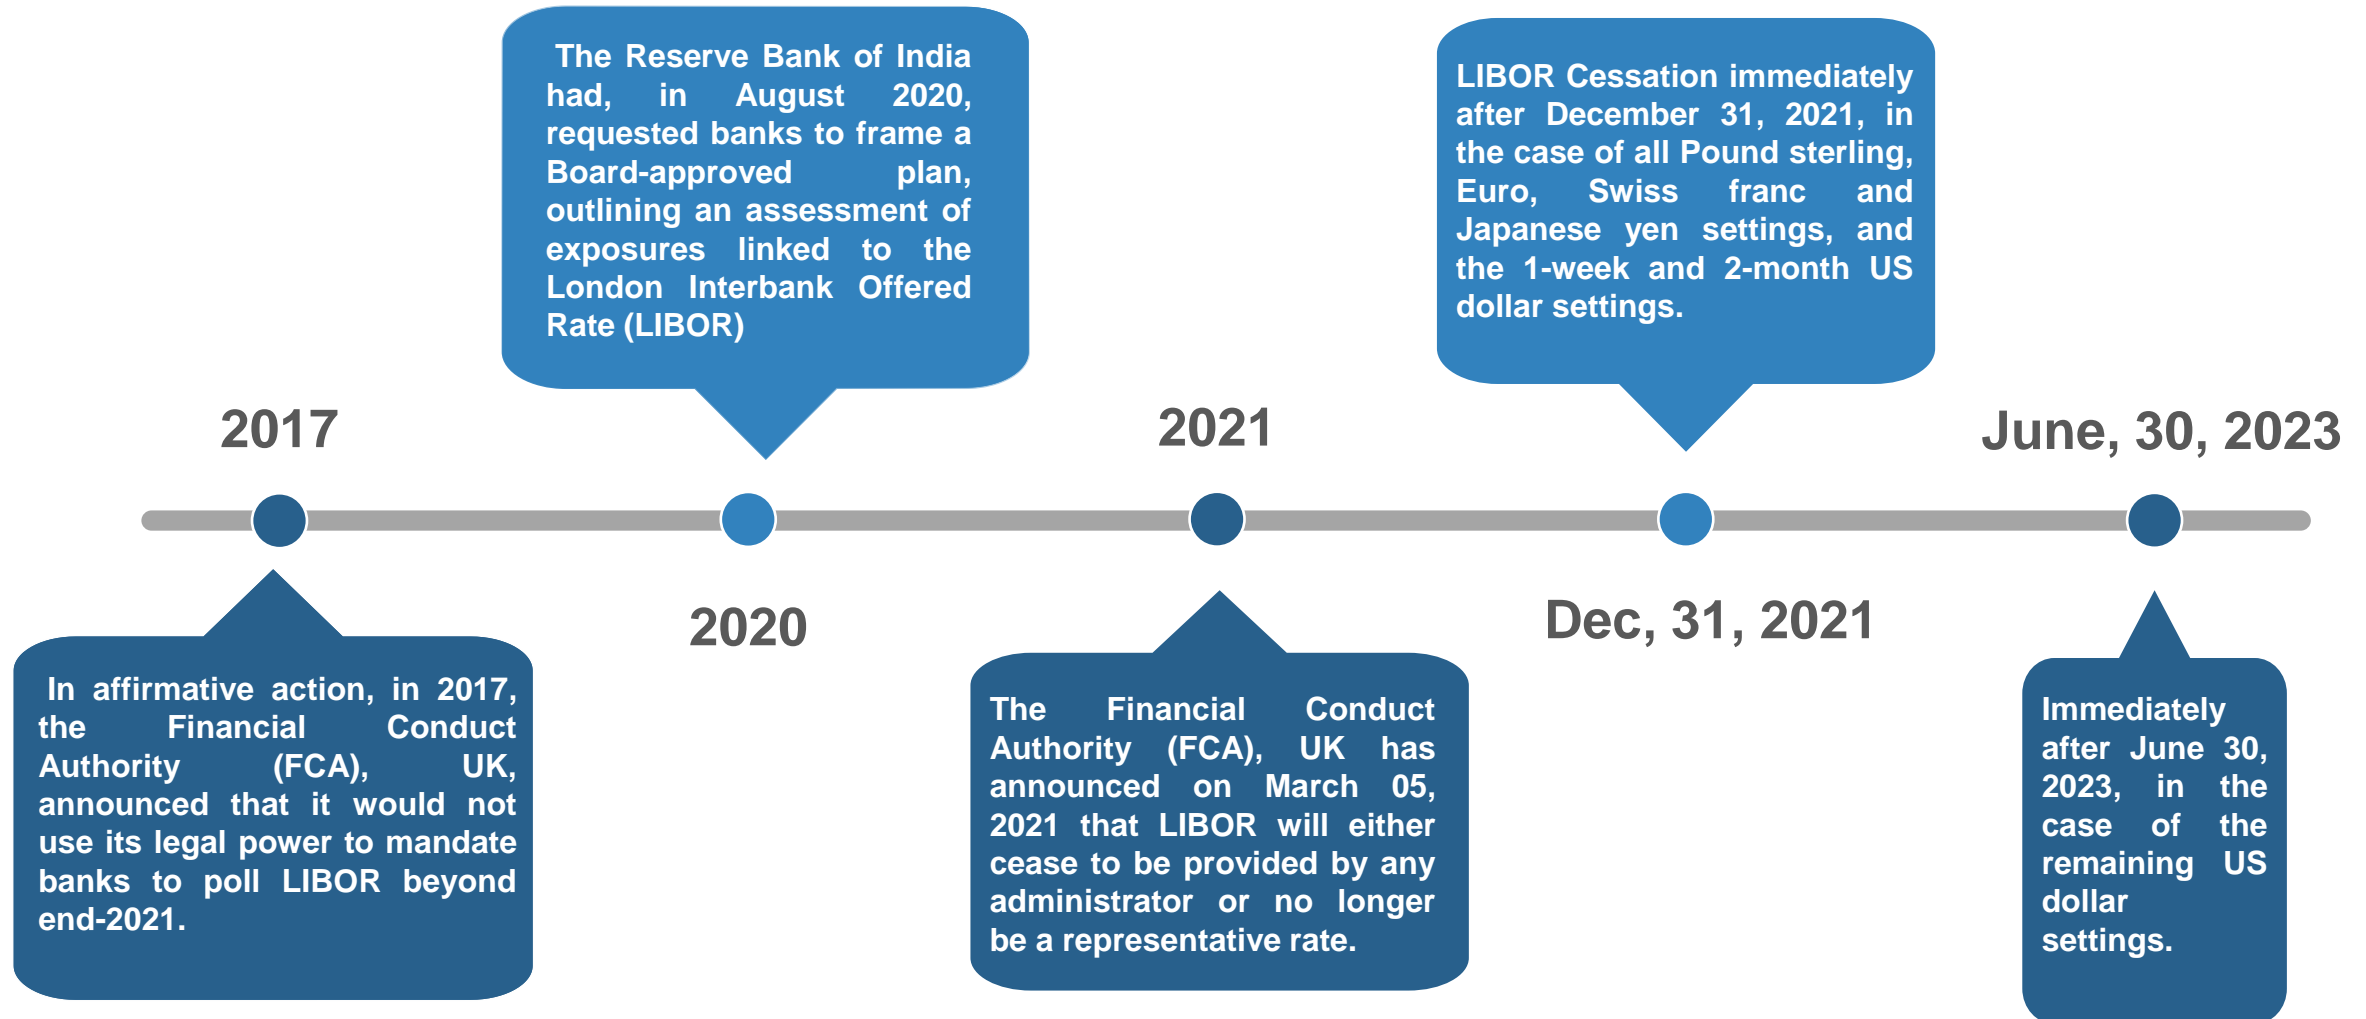 The Reserve Bank of India
had, in August 2020,
requested banks to frame a
Board-approved plan,
outlining an assessment of
exposures linked to the
London Interbank Offered
Rate (LIBOR)
LIBOR Cessation immediately
after December 31, 2021, in
the case of all Pound sterling,
Euro, Swiss franc and
Japanese yen settings, and
the 1-week and 2-month US
dollar settings.
2017
2021
June, 30, 2023
2020
Dec, 31, 2021
In affirmative action, in 2017,
the Financial Conduct
Authority (FCA), UK,
announced that it would not
use its legal power to mandate
banks to poll LIBOR beyond
end-2021.
The Financial Conduct
Authority (FCA), UK has
announced on March 05,
2021 that LIBOR will either
cease to be provided by any
administrator or no longer
be a representative rate.
Immediately
after June 30,
2023, in the
case of the
remaining US
dollar
settings.